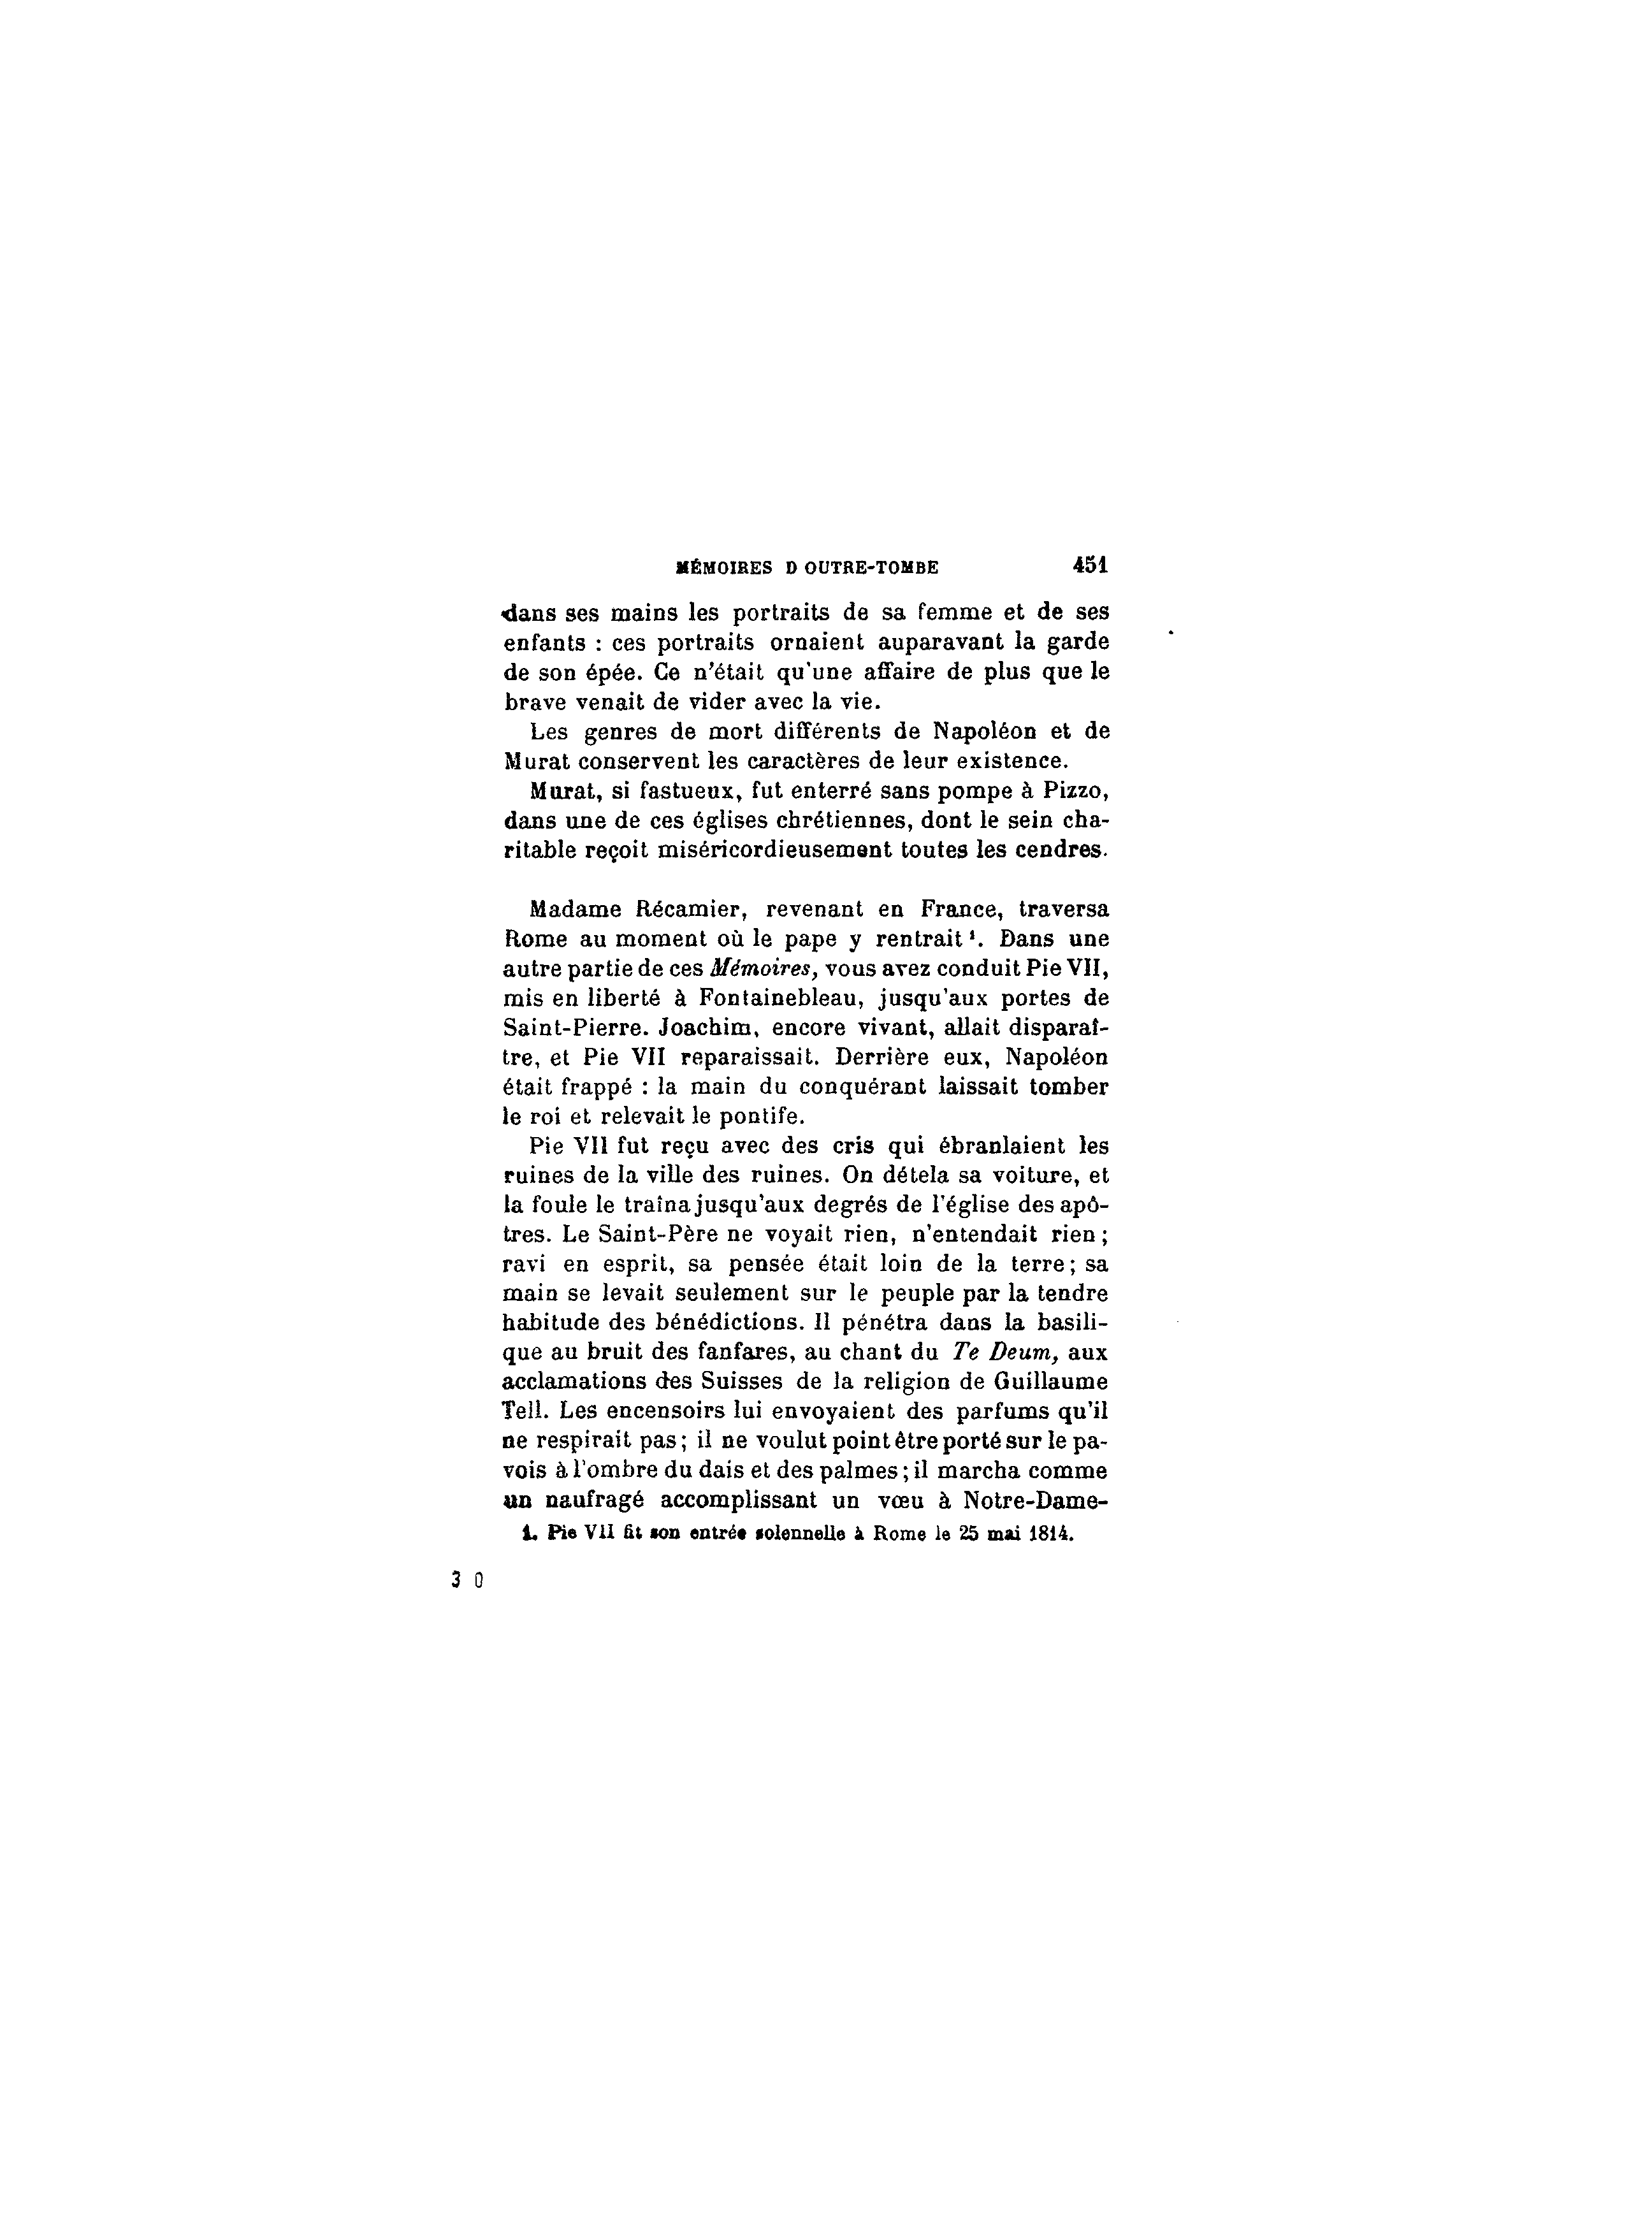 MÉMOIRES D OUTRE-TOMBE 451
dans ses mains les portraits de sa femme et de ses
enfants : ces portraits ornaient auparavant la garde
de son épée. Ce n'était qu'une affaire de plus que le
brave venait de vider avec la vie.
Les genres de mort différents de Napoléon et de
Murat conservent les caractères de leur existence.
Murat, si fastueux, fut enterré sans pompe à Pizzo,
dans une de ces églises chrétiennes, dont le sein cha-
ritable reçoit miséricordieusement toutes les cendres.
Madame Récamier, revenant en France, traversa
Rome au moment où le pape y rentrait¹. Dans une
autre partie de ces Mémoires, vous avez conduit Pie VII,
mis en liberté à Fontainebleau, jusqu'aux portes de
Saint-Pierre. Joachim, encore vivant, allait disparaî-
tre, et Pie VII reparaissait. Derrière eux, Napoléon
était frappé : la main du conquérant laissait tomber
le roi et relevait le pontife.
Pie VII fut reçu avec des cris qui ébranlaient les
ruines de la ville des ruines. On détela sa voiture, et
la foule le traîna jusqu'aux degrés de l'église des apô-
tres. Le Saint-Père ne voyait rien, n'entendait rien ;
ravi en esprit, sa pensée était loin de la terre ; sa
main se levait seulement sur le peuple par la tendre
habitude des bénédictions. Il pénétra dans la basili-
que au bruit des fanfares, au chant du Te Deum, aux
acclamations des Suisses de la religion de Guillaume
Tell. Les encensoirs lui envoyaient des parfums qu'il
ne respirait pas ; il ne voulut point être porté sur le pa-
vois à l'ombre du dais et des palmes ; il marcha comme
un naufragé accomplissant un vœu à Notre-Dame-
1. Pie VII fit son entrée solennelle à Rome le 25 mai 1814.
3 0